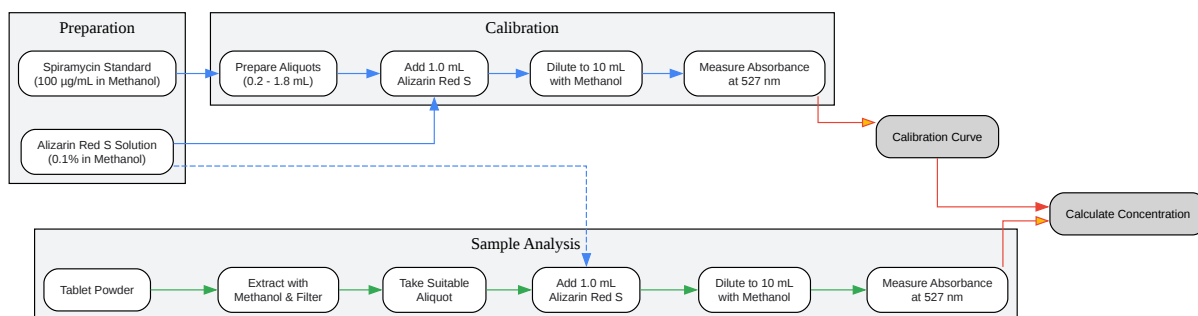 Preparation
Spiramycin Standard
(100 µg/mL in Methanol)
Alizarin Red S Solution
(0.1% in Methanol)
Calibration
Prepare Aliquots
(0.2 - 1.8 mL)
Add 1.0 mL
Alizarin Red S
Dilute to 10 mL
with Methanol
Measure Absorbance
at 527 nm
Calibration Curve
Calculate Concentration
Sample Analysis
Tablet Powder
Extract with
Methanol & Filter
Take Suitable
Aliquot
Add 1.0 mL
Alizarin Red S
Dilute to 10 mL
with Methanol
Measure Absorbance
at 527 nm